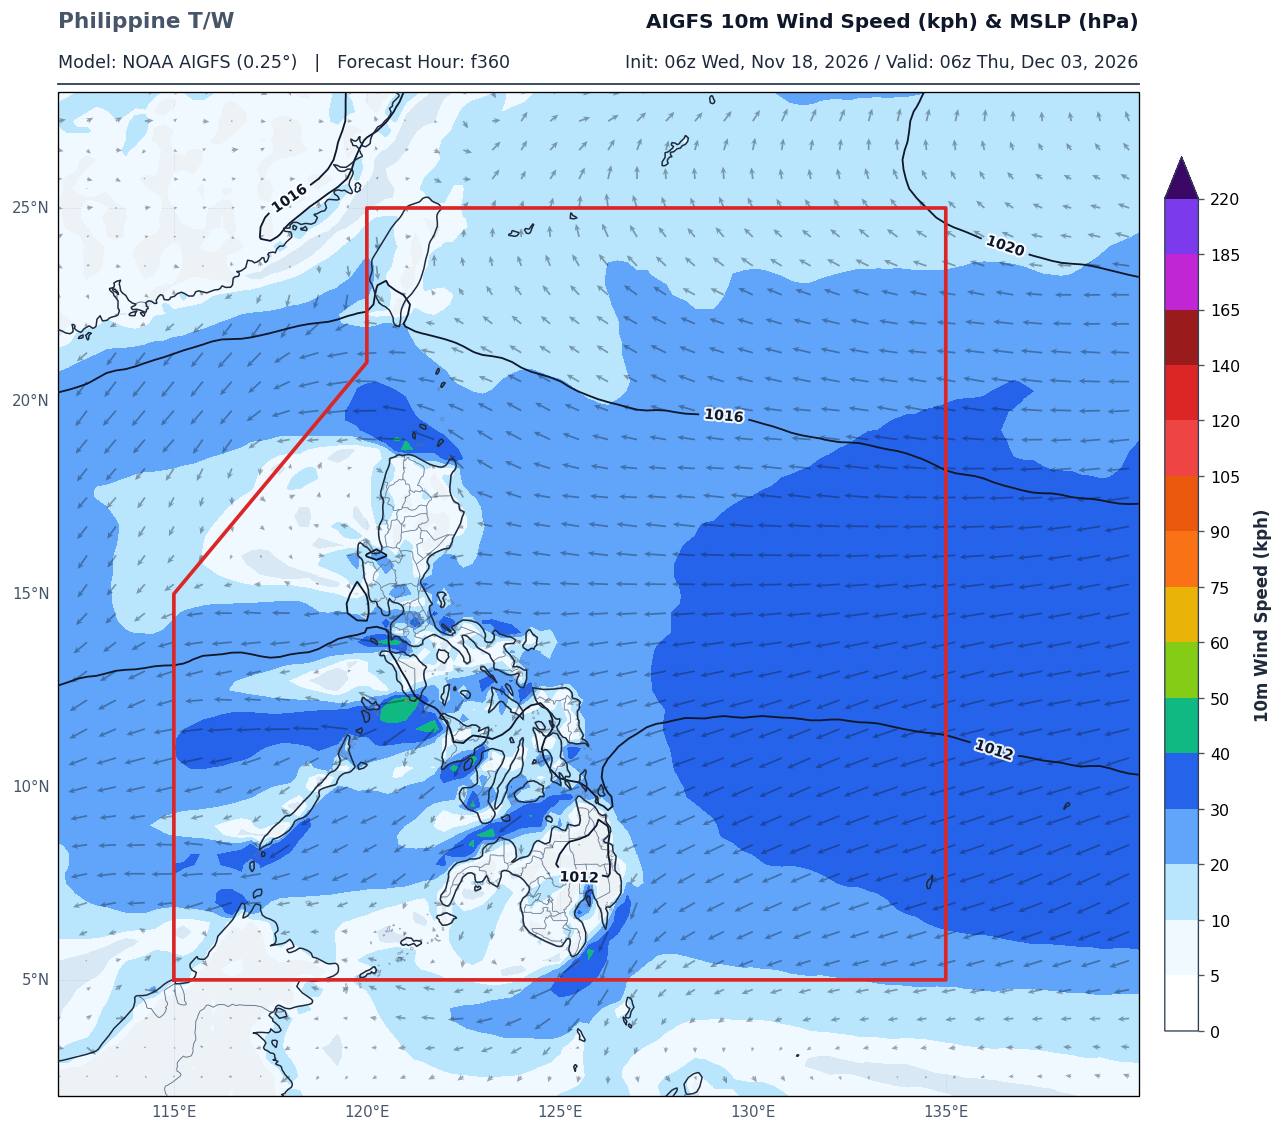 Philippine T/W
AIGFS 10m Wind Speed (kph) & MSLP (hPa)
Model: NOAA AIGFS (0.25°) | Forecast Hour: f360
Init: 06z Wed, Nov 18, 2026 / Valid: 06z Thu, Dec 03, 2026
1016
1020
1016
1012
1012
25°N
20°N
15°N
10°N
5°N
115°E
120°E
125°E
130°E
135°E
220
185
165
140
120
105
90
75
60
50
40
30
20
10
5
0
10m Wind Speed (kph)